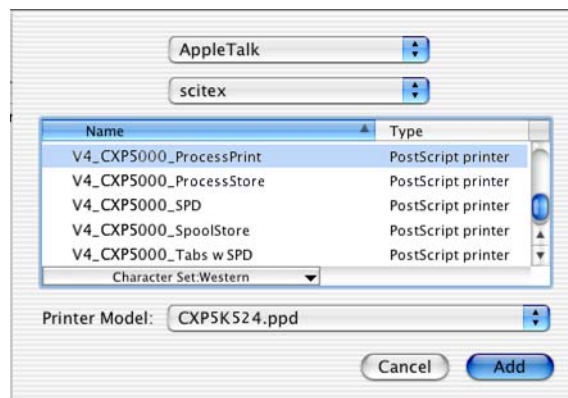 AppleTalk
scitex
Name Type
V4_CXP5000_ProcessPrint PostScript printer
V4_CXP5000_ProcessStore PostScript printer
V4_CXP5000_SPD PostScript printer
V4_CXP5000_SpoolStore PostScript printer
V4_CXP5000_Tabs w SPD PostScript printer
Character Set:Western
Printer Model: CXP5K524.ppd
Cancel Add